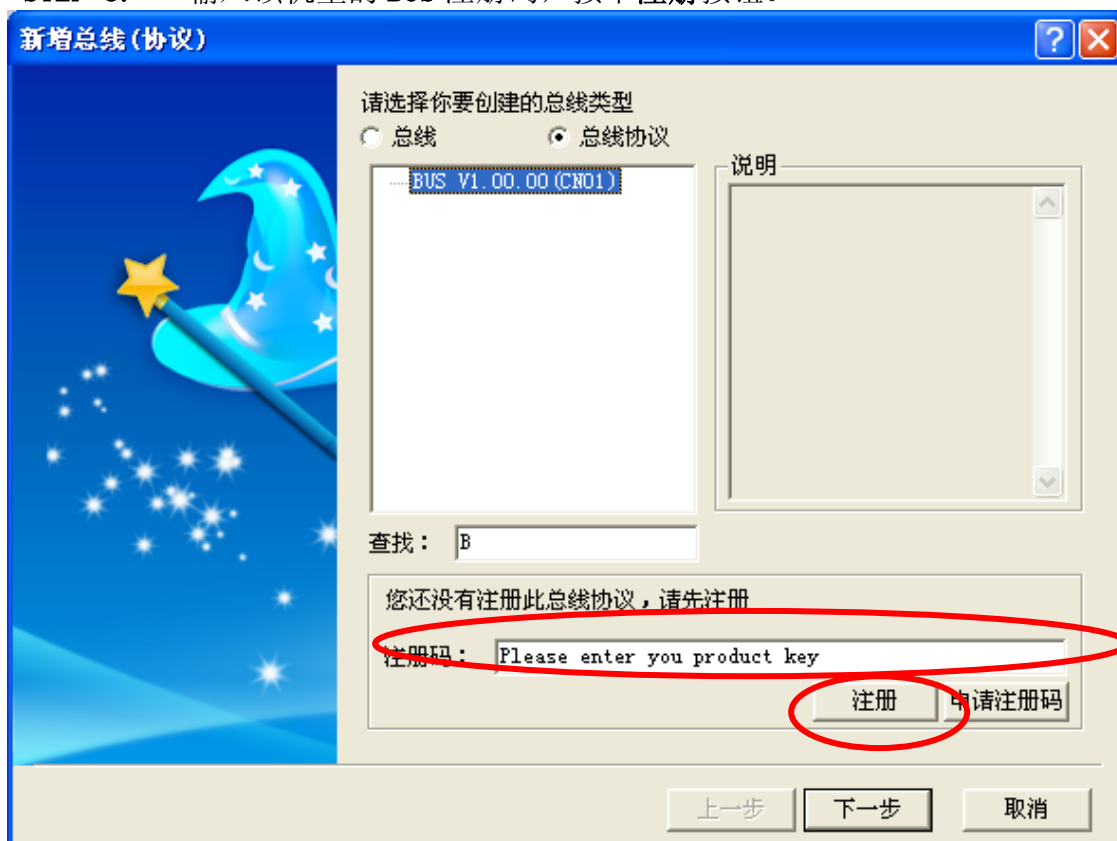 新增总线(协议)
请选择你要创建的总线类型
总线 总线协议
BUS V1.00.00(CN01)
说明
查找： B
您还没有注册此总线协议，请先注册
注册码： Please enter you product key
注册 申请注册码
上一步 下一步 取消